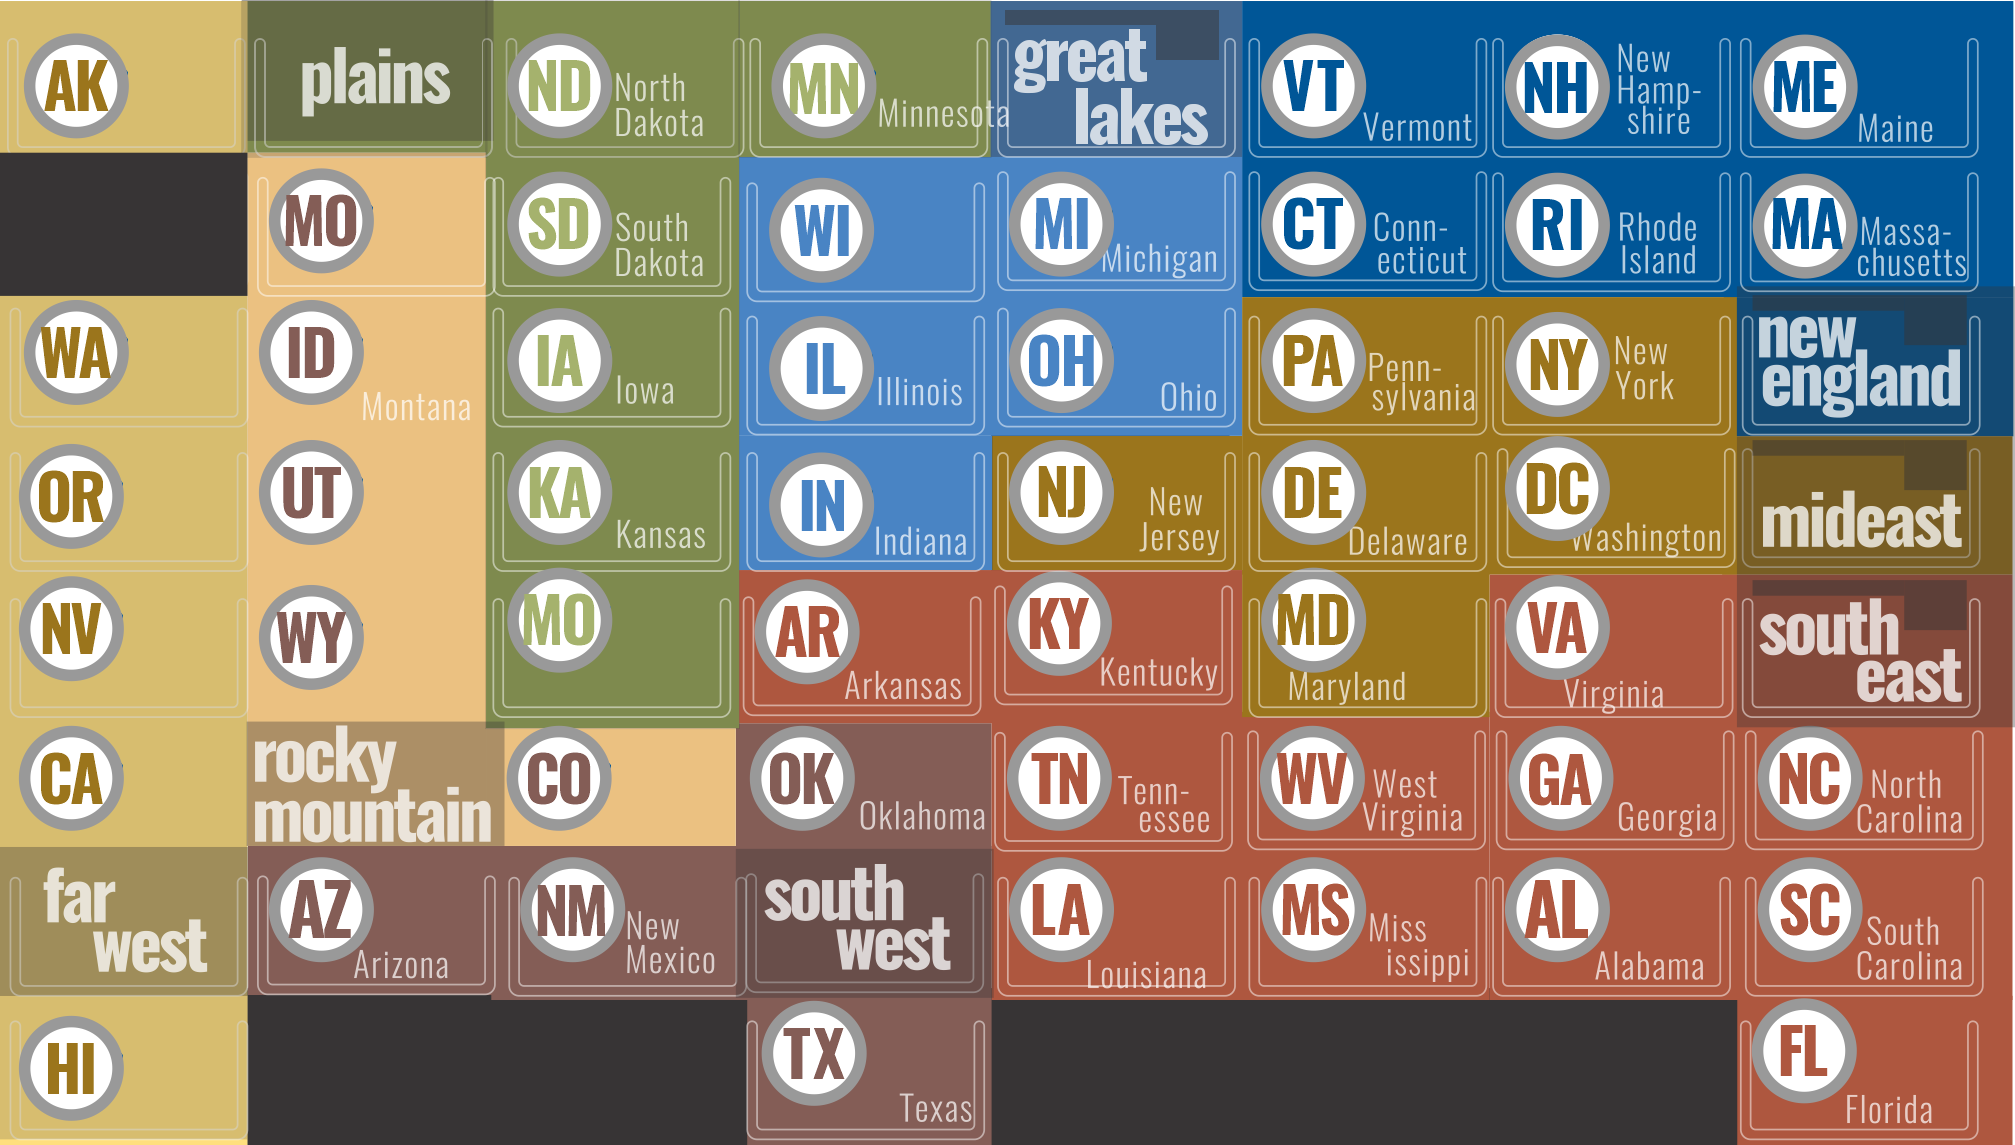 AK
plains
ND
North
Dakota
MN
Minnesota
great
lakes
VT
Vermont
NH
New
Hamp-
shire
ME
Maine
MO
SD
South
Dakota
WI
MI
Michigan
CT
Conn-
ecticut
RI
Rhode
Island
MA
Massa-
chusetts
WA
ID
Montana
IA
Iowa
IL
Illinois
OH
Ohio
PA
Penn-
sylvania
NY
New
York
new
england
OR
UT
KA
Kansas
IN
Indiana
NJ
New
Jersey
DE
Delaware
DC
Washington
mideast
NV
WY
MO
AR
Arkansas
KY
Kentucky
MD
Maryland
VA
Virginia
south
east
CA
rocky
mountain
CO
OK
Oklahoma
TN
Tenn-
essee
WV
West
Virginia
GA
Georgia
NC
North
Carolina
far
west
AZ
Arizona
NM
New
Mexico
south
west
LA
Louisiana
MS
Miss
issippi
AL
Alabama
SC
South
Carolina
HI
TX
Texas
FL
Florida